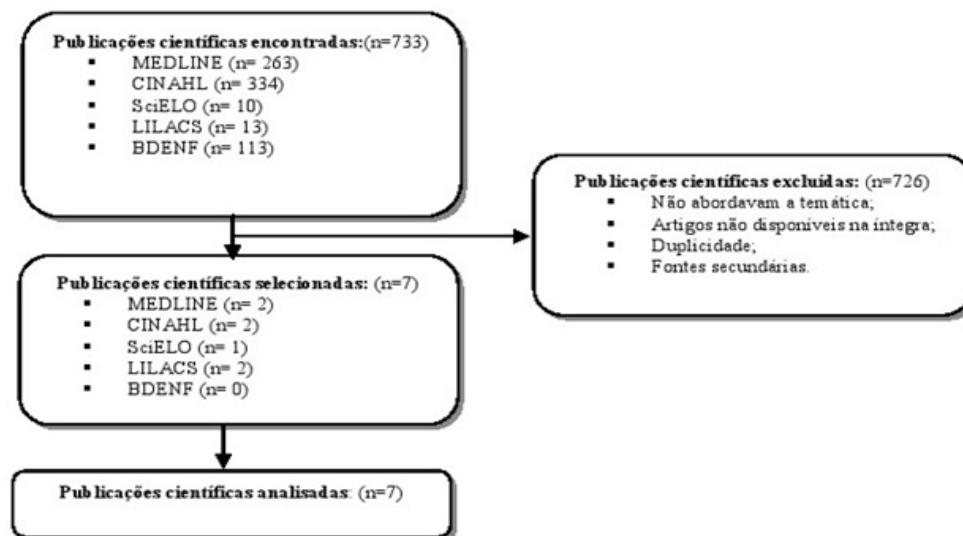 Publicações científicas encontradas:(n=733)
▪ MEDLINE (n= 263)
▪ CINAHL (n= 334)
▪ SciELO (n= 10)
▪ LILACS (n= 13)
▪ BDENF (n= 113)
Publicações científicas excluídas: (n=726)
▪ Não abordavam a temática;
▪ Artigos não disponíveis na íntegra;
▪ Duplicidade;
▪ Fontes secundárias.
Publicações científicas selecionadas: (n=7)
▪ MEDLINE (n= 2)
▪ CINAHL (n= 2)
▪ SciELO (n= 1)
▪ LILACS (n= 2)
▪ BDENF (n= 0)
Publicações científicas analisadas: (n=7)